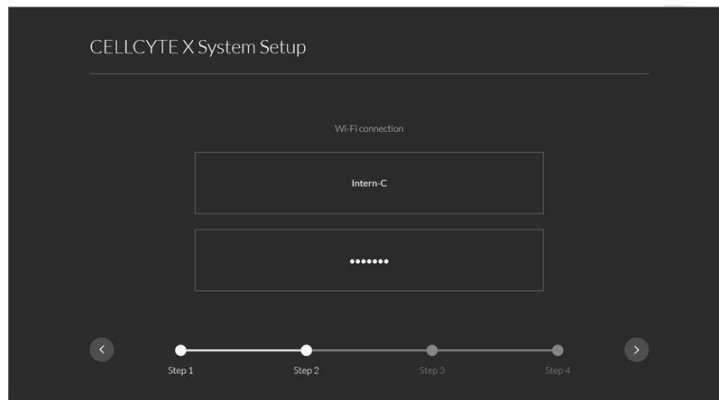 CELLCYTE X System Setup
Wi-Fi connection
Intern-C
•••••••
Step 1 Step 2 Step 3 Step 4